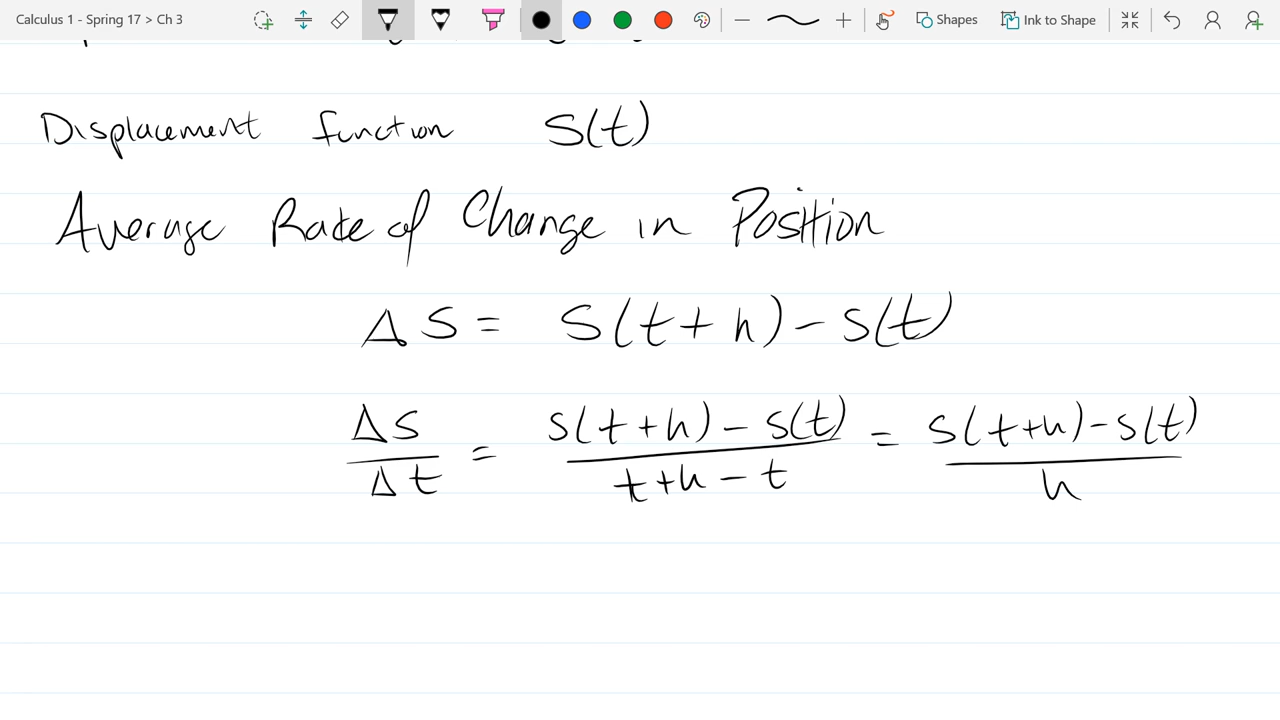 Calculus 1 - Spring 17 > Ch 3 Shapes Ink to Shape
Displacement function S(t)
Average Rate of Change in Position
Δ S = S(t+h) - S(t)
Δs/Δt = (s(t+h) - s(t))/(t+h - t) = (s(t+h) - s(t))/h